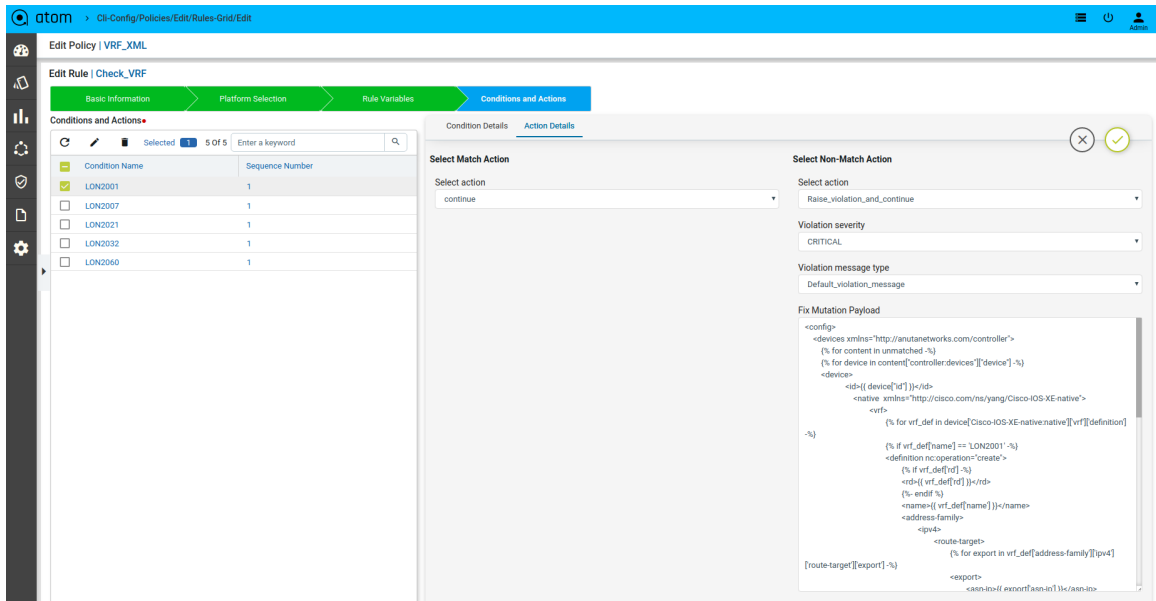 atom > Cli-Config/Policies/Edit/Rules-Grid/Edit
Admin
Edit Policy | VRF_XML
Edit Rule | Check_VRF
Basic Information
Platform Selection
Rule Variables
Conditions and Actions
Conditions and Actions
Selected 1 5 Of 5 Enter a keyword
Condition Name Sequence Number
LON2001 1
LON2007 1
LON2021 1
LON2032 1
LON2060 1
Condition Details Action Details
Select Match Action
Select action
continue
Select Non-Match Action
Select action
Raise_violation_and_continue
Violation severity
CRITICAL
Violation message type
Default_violation_message
Fix Mutation Payload
<config>
<devices xmlns="http://anutanetworks.com/controller">
{% for content in unmatched -%}
{% for device in content["controller:devices"]["device"] -%}
<device>
<id>{{ device["id"] }}</id>
<native xmlns="http://cisco.com/ns/yang/Cisco-IOS-XE-native">
<vrf>
{% for vrf_def in device['Cisco-IOS-XE-native:native']['vrf']['definition']
-%}
{% if vrf_def['name'] == 'LON2001' -%}
<definition nc:operation="create">
{% if vrf_def['rd'] -%}
<rd>{{ vrf_def['rd'] }}</rd>
{%- endif %}
<name>{{ vrf_def['name'] }}</name>
<address-family>
<ipv4>
<route-target>
{% for export in vrf_def['address-family']['ipv4']
['route-target']['export'] -%}
<export>
<asn-ip>{{ export['asn-ip'] }}</asn-ip>